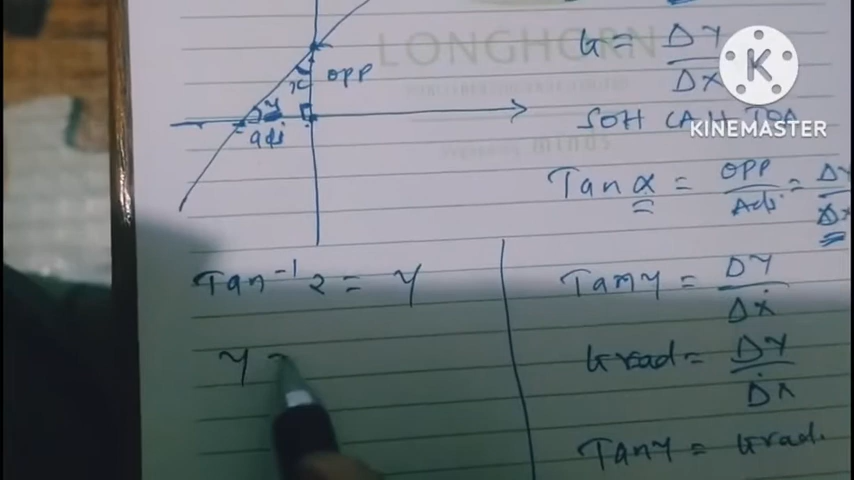 LONGHORN
G = ΔY
ΔX
x opp
y
adj
SOH CAH TOA
KINEMASTER
Tan α = OPP = ΔY
Adj ΔX
Tan⁻¹ 2 = y
Tan y = ΔY
ΔX
y =
Grad = ΔY
ΔX
Tan y = Grad.
minds